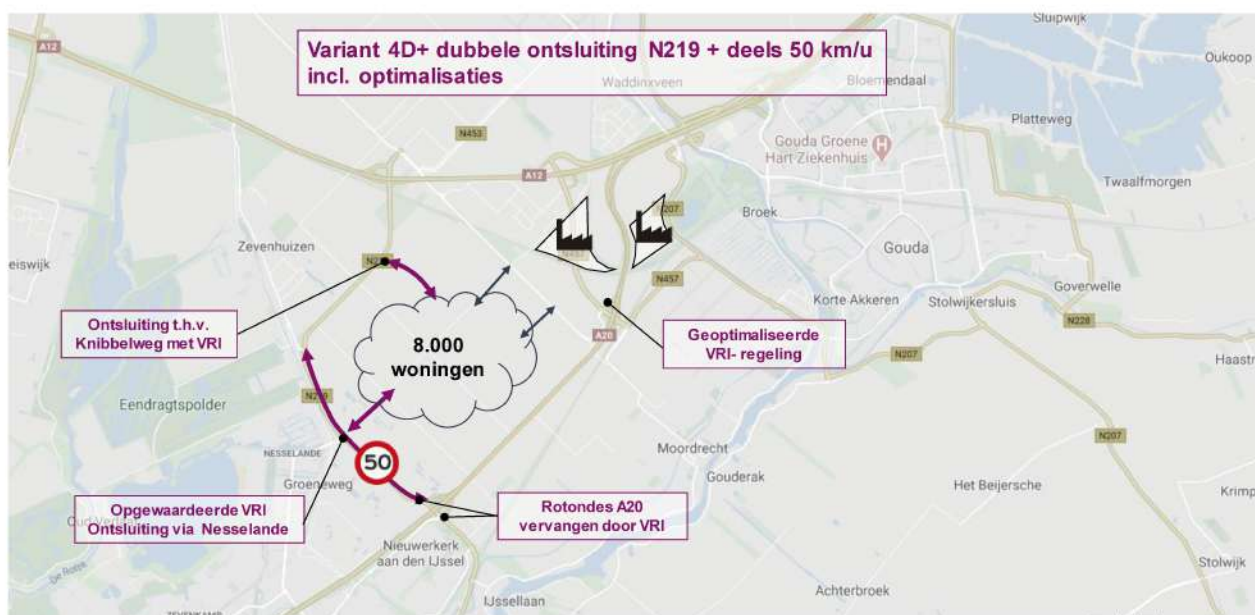 Sluipwijk
A12
Variant 4D+ dubbele ontsluiting N219 + deels 50 km/u
incl. optimalisaties
Oukoop
Waddinxveen
Bloemendaal
Platteweg
N453
Gouda Groene
Hart Ziekenhuis
H
A12
Twaalfmorgen
N207
Broek
Zevenhuizen
Gouda
eiswijk
N457
Goverwelle
Korte Akkeren
Stolwijkersluis
Ontsluiting t.h.v.
Knibbelweg met VRI
A20
Geoptimaliseerde
VRI- regeling
N228
8.000
woningen
N207
Haastr
Eendragtspolder
Moordrecht
N207
NESSELANDE
50
Gouderak
Groeneweg
Het Beijersche
Krimp
Opgewaardeerde VRI
Ontsluiting via Nesselande
Rotondes A20
vervangen door VRI
Nieuwerkerk
aan den IJssel
Stolwijk
De Rotte
Achterbroek
IJssellaan
ZEVENKAMP